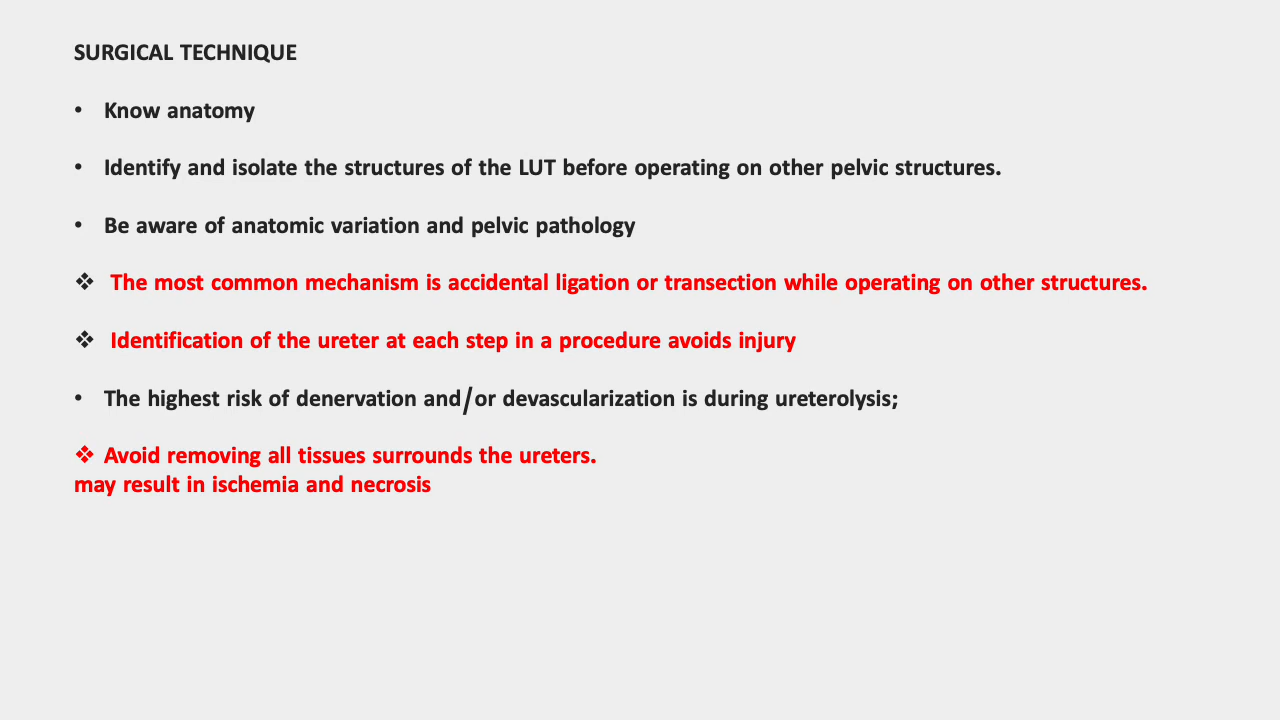 SURGICAL TECHNIQUE
• Know anatomy
• Identify and isolate the structures of the LUT before operating on other pelvic structures.
• Be aware of anatomic variation and pelvic pathology
❖ The most common mechanism is accidental ligation or transection while operating on other structures.
❖ Identification of the ureter at each step in a procedure avoids injury
• The highest risk of denervation and/or devascularization is during ureterolysis;
❖ Avoid removing all tissues surrounds the ureters.
may result in ischemia and necrosis